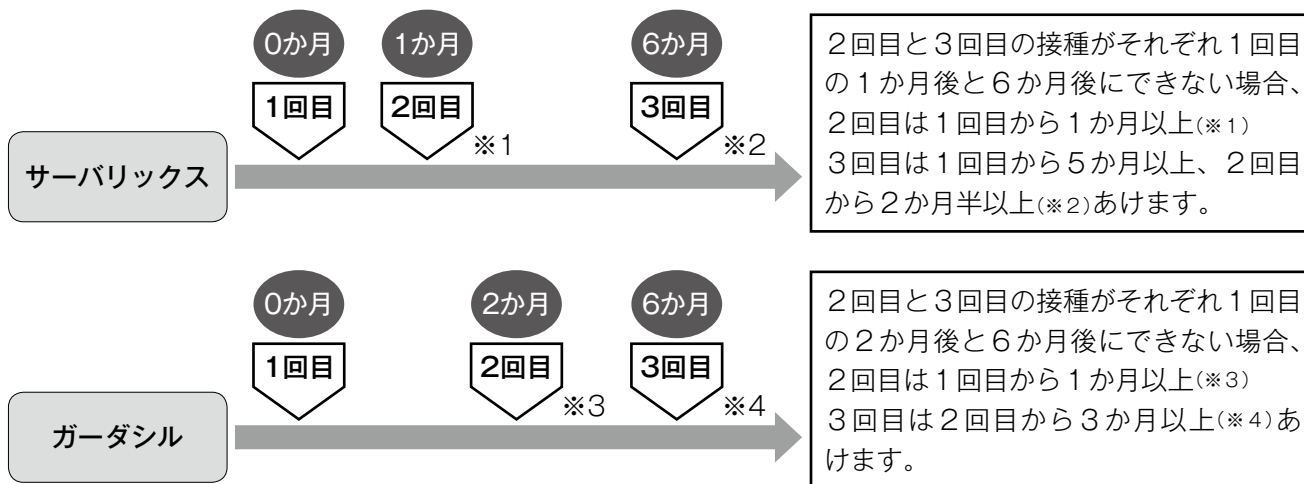 0か月
1か月
6か月
1回目
2回目
3回目
※1
※2
サーバリックス
2回目と3回目の接種がそれぞれ1回目
の1か月後と6か月後にできない場合、
2回目は1回目から1か月以上(※1)
3回目は1回目から5か月以上、2回目
から2か月半以上(※2)あけます。
0か月
2か月
6か月
1回目
2回目
3回目
※3
※4
ガーダシル
2回目と3回目の接種がそれぞれ1回目
の2か月後と6か月後にできない場合、
2回目は1回目から1か月以上(※3)
3回目は2回目から3か月以上(※4)あ
けます。